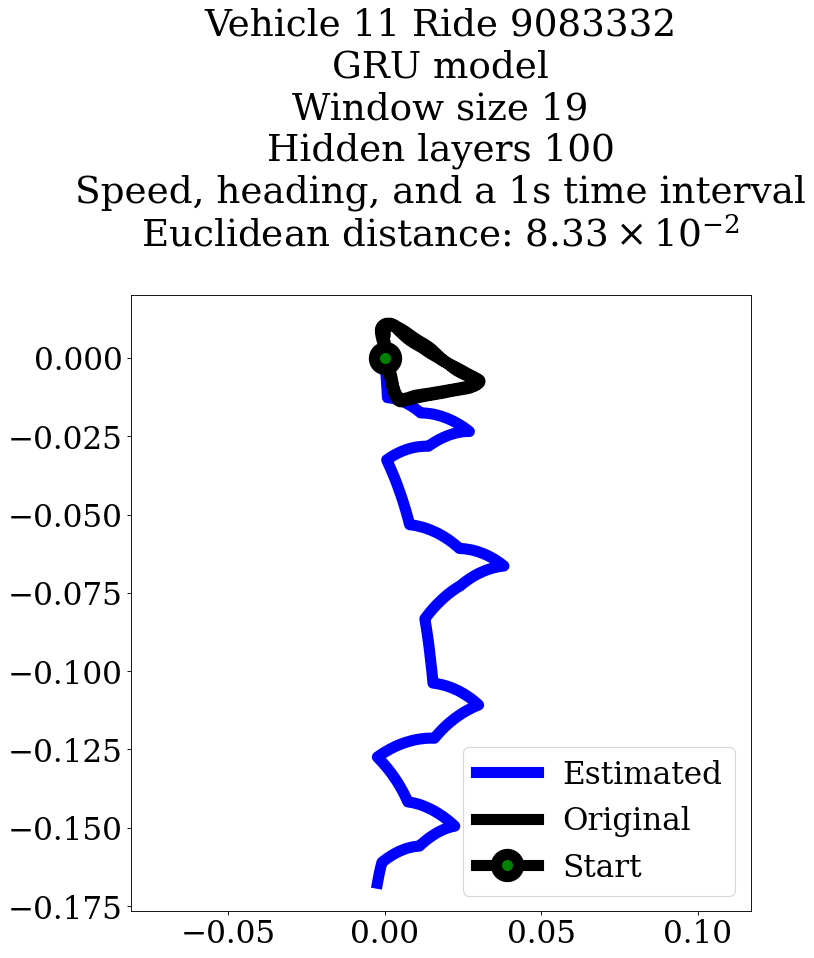 Vehicle 11 Ride 9083332
GRU model
Window size 19
Hidden layers 100
Speed, heading, and a 1s time interval
Euclidean distance: 8.33 × 10⁻²
0.000
−0.025
−0.050
−0.075
−0.100
−0.125
−0.150
−0.175
Estimated
Original
Start
−0.05
0.00
0.05
0.10